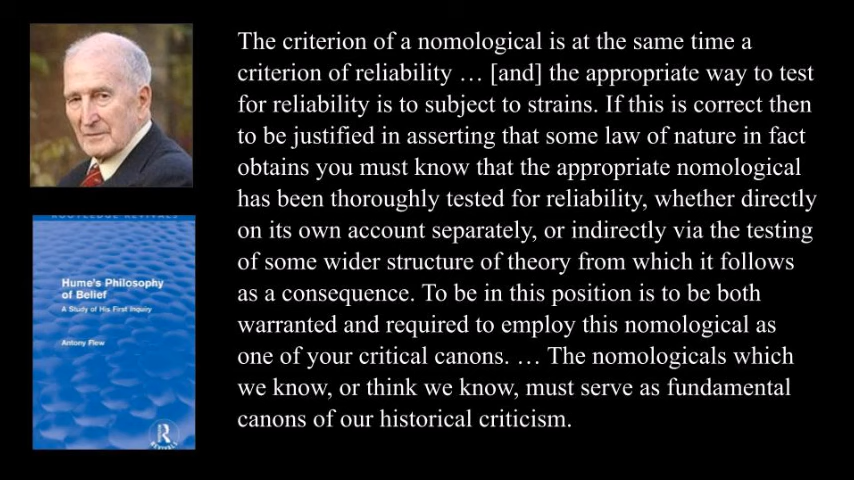 The criterion of a nomological is at the same time a
criterion of reliability … [and] the appropriate way to test
for reliability is to subject to strains. If this is correct then
to be justified in asserting that some law of nature in fact
obtains you must know that the appropriate nomological
has been thoroughly tested for reliability, whether directly
on its own account separately, or indirectly via the testing
of some wider structure of theory from which it follows
as a consequence. To be in this position is to be both
warranted and required to employ this nomological as
one of your critical canons. … The nomologicals which
we know, or think we know, must serve as fundamental
canons of our historical criticism.
ROUTLEDGE REVIVALS
Hume's Philosophy
of Belief
A Study of His First Inquiry
Antony Flew
R
REVIVALS